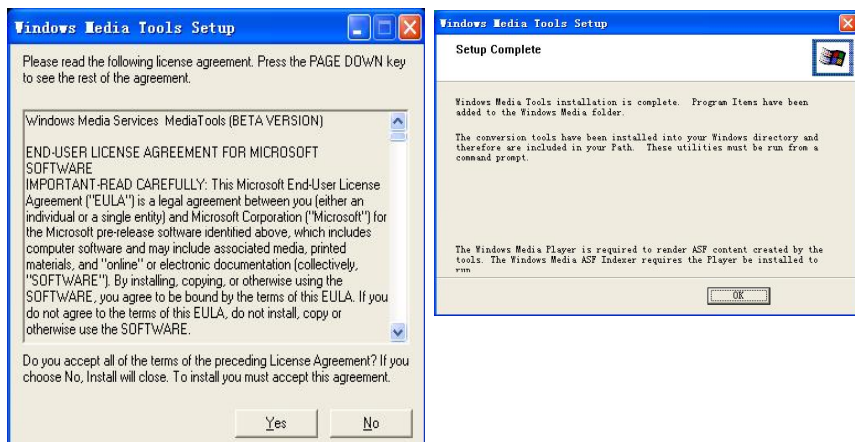 Windows Media Tools Setup
Please read the following license agreement. Press the PAGE DOWN key
to see the rest of the agreement.
Windows Media Services MediaTools (BETA VERSION)
END-USER LICENSE AGREEMENT FOR MICROSOFT
SOFTWARE
IMPORTANT-READ CAREFULLY: This Microsoft End-User License
Agreement ("EULA") is a legal agreement between you (either an
individual or a single entity) and Microsoft Corporation ("Microsoft") for
the Microsoft pre-release software identified above, which includes
computer software and may include associated media, printed
materials, and "online" or electronic documentation (collectively,
"SOFTWARE"). By installing, copying, or otherwise using the
SOFTWARE, you agree to be bound by the terms of this EULA. If you
do not agree to the terms of this EULA, do not install, copy or
otherwise use the SOFTWARE.
Do you accept all of the terms of the preceding License Agreement? If you
choose No, Install will close. To install you must accept this agreement.
Yes No
Windows Media Tools Setup
Setup Complete
Windows Media Tools installation is complete. Program Items have been
added to the Windows Media folder.
The conversion tools have been installed into your Windows directory and
therefore are included in your Path. These utilities must be run from a
command prompt.
The Windows Media Player is required to render ASF content created by the
tools. The Windows Media ASF Indexer requires the Player be installed to
run
OK